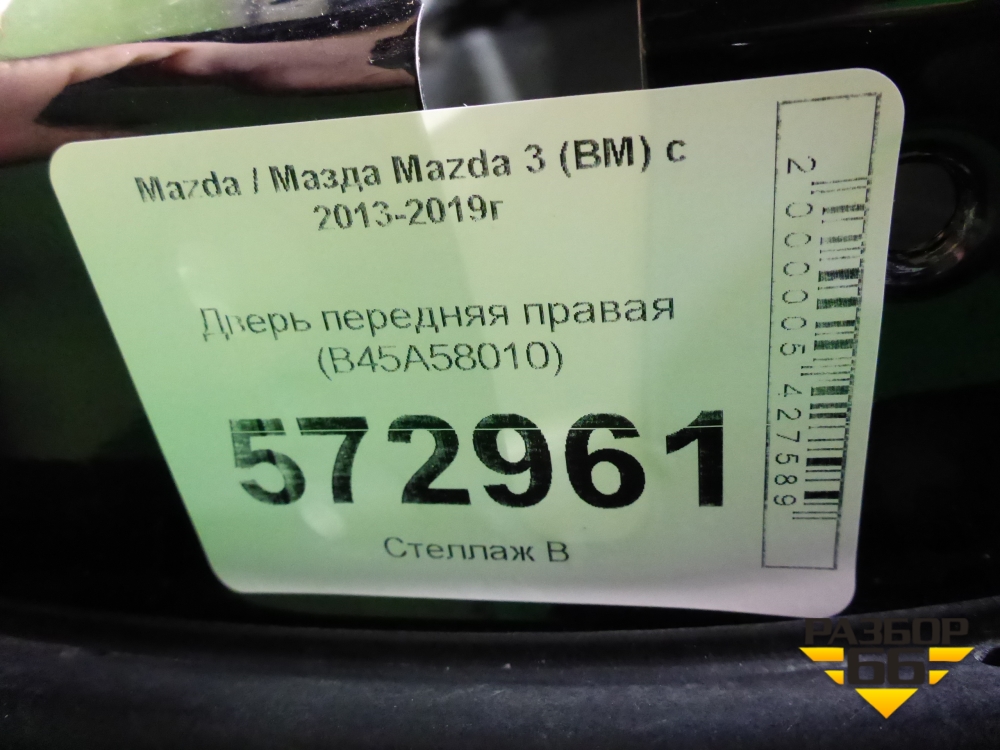 Mazda / Мазда Mazda 3 (BM) с
2013-2019г
Дверь передняя правая
(B45A58010)
572961
Стеллаж В
2000005427589
РАЗБОР
66